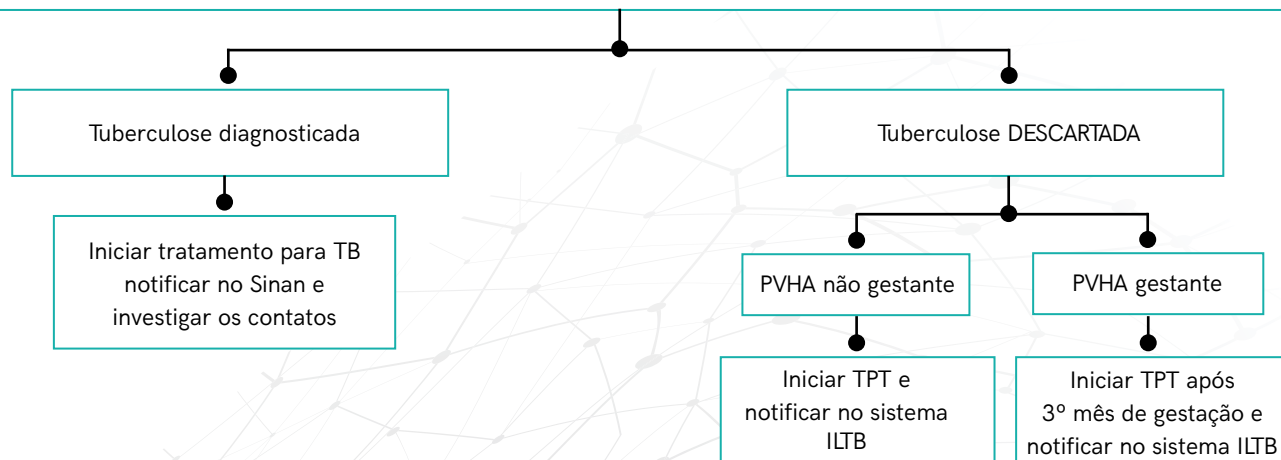 Tuberculose diagnosticada
Tuberculose DESCARTADA
Iniciar tratamento para TB
notificar no Sinan e
investigar os contatos
PVHA não gestante
PVHA gestante
Iniciar TPT e
notificar no sistema
ILTB
Iniciar TPT após
3º mês de gestação e
notificar no sistema ILTB